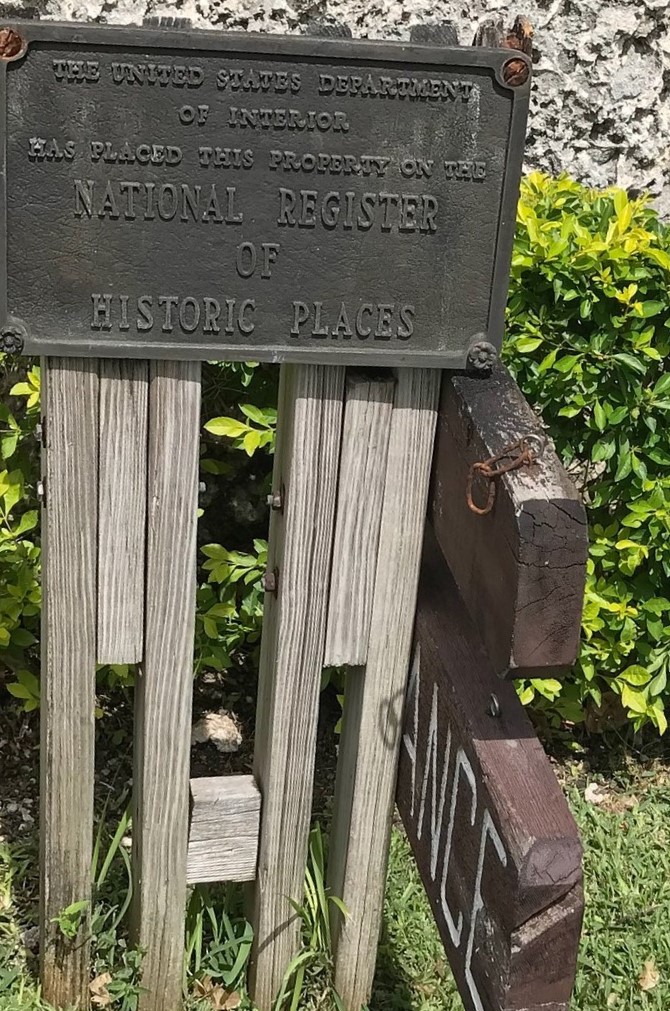 THE UNITED STATES DEPARTMENT
OF INTERIOR
HAS PLACED THIS PROPERTY ON THE
NATIONAL REGISTER
OF
HISTORIC PLACES